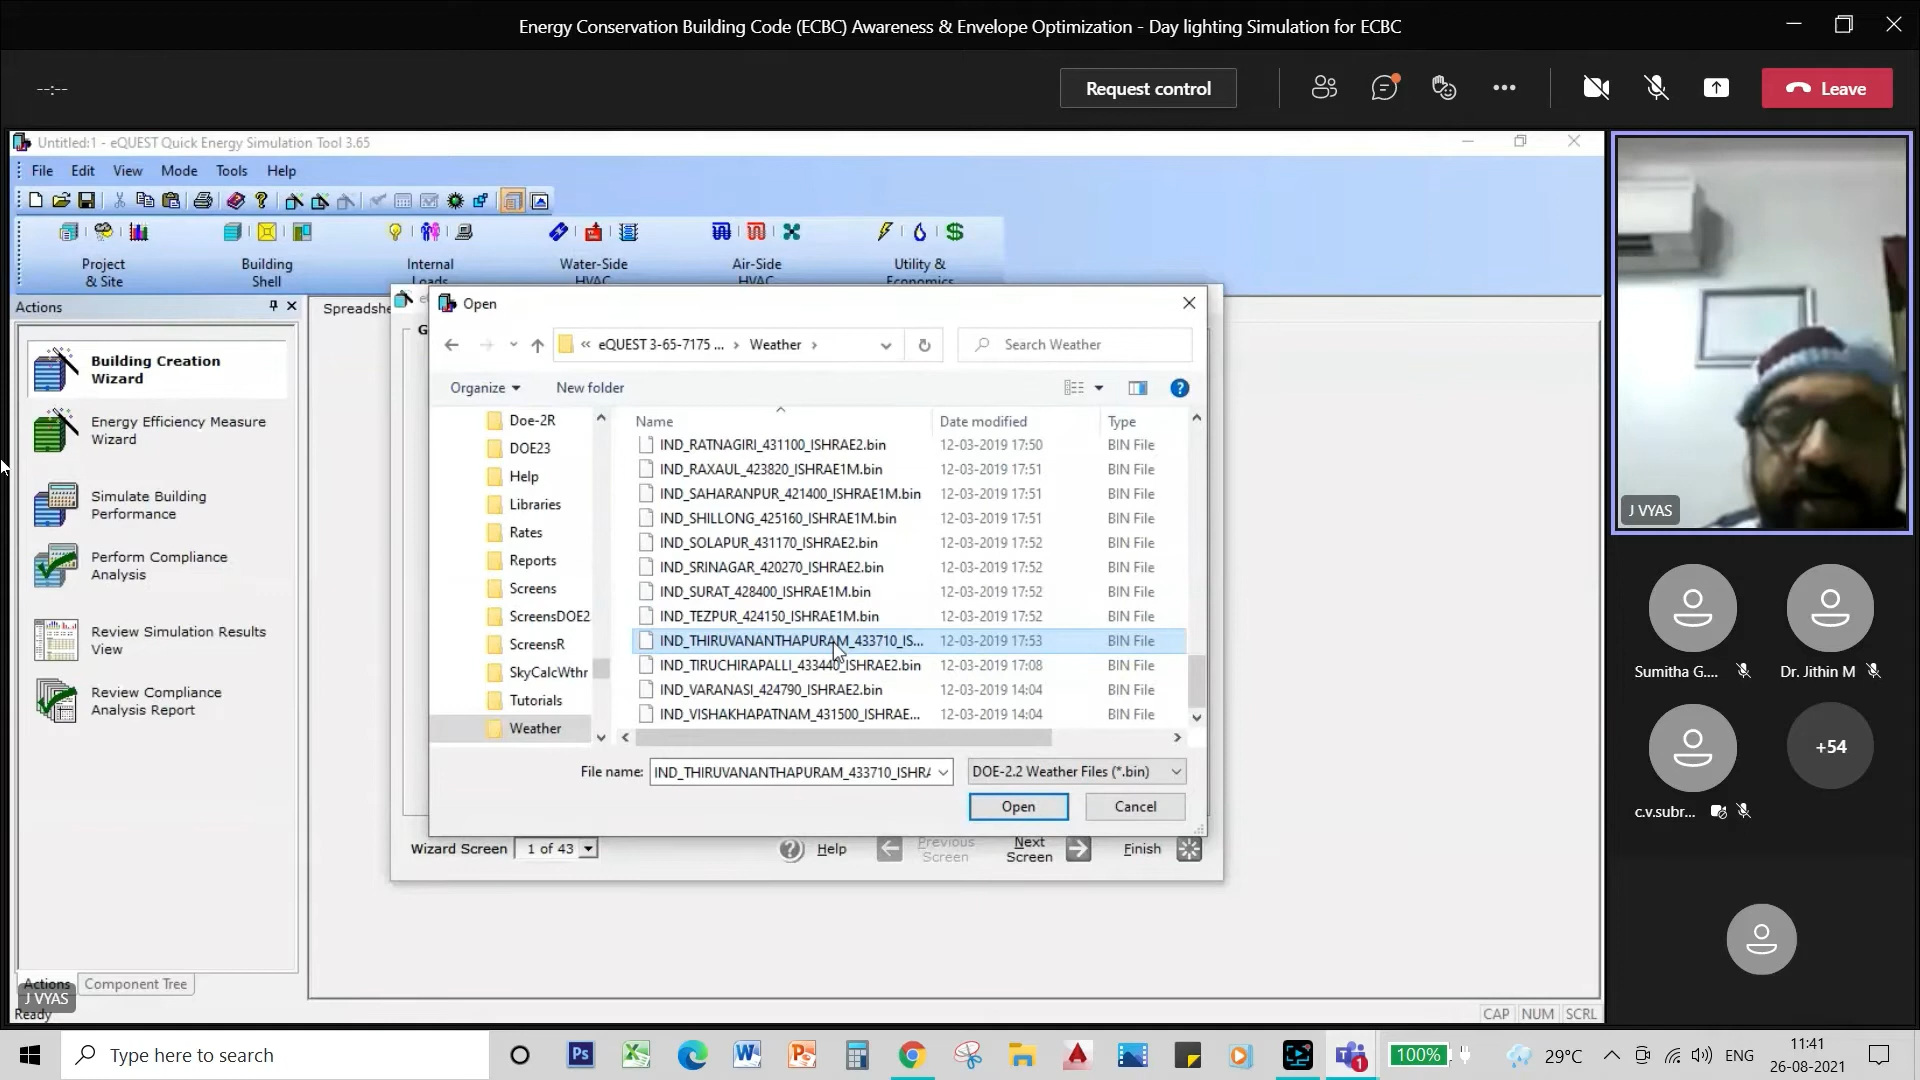 Energy Conservation Building Code (ECBC) Awareness & Envelope Optimization - Day lighting Simulation for ECBC
--:--
Request control
Leave
Untitled:1 - eQUEST Quick Energy Simulation Tool 3.65
File Edit View Mode Tools Help
Project
& Site
Building
Shell
Internal
Loads
Water-Side
HVAC
Air-Side
HVAC
Utility &
Economics
Actions
Spreadshe
Building Creation
Wizard
Energy Efficiency Measure
Wizard
Simulate Building
Performance
Perform Compliance
Analysis
Review Simulation Results
View
Review Compliance
Analysis Report
Actions
Component Tree
J VYAS
Ready
CAP NUM SCRL
Open
« eQUEST 3-65-7175 ... › Weather ›
Search Weather
Organize
New folder
Doe-2R
DOE23
Help
Libraries
Rates
Reports
Screens
ScreensDOE2
ScreensR
SkyCalcWthr
Tutorials
Weather
Name Date modified Type
IND_RATNAGIRI_431100_ISHRAE2.bin 12-03-2019 17:50 BIN File
IND_RAXAUL_423820_ISHRAE1M.bin 12-03-2019 17:51 BIN File
IND_SAHARANPUR_421400_ISHRAE1M.bin 12-03-2019 17:51 BIN File
IND_SHILLONG_425160_ISHRAE1M.bin 12-03-2019 17:51 BIN File
IND_SOLAPUR_431170_ISHRAE2.bin 12-03-2019 17:52 BIN File
IND_SRINAGAR_420270_ISHRAE2.bin 12-03-2019 17:52 BIN File
IND_SURAT_428400_ISHRAE1M.bin 12-03-2019 17:52 BIN File
IND_TEZPUR_424150_ISHRAE1M.bin 12-03-2019 17:52 BIN File
IND_THIRUVANANTHAPURAM_433710_IS... 12-03-2019 17:53 BIN File
IND_TIRUCHIRAPALLI_433440_ISHRAE2.bin 12-03-2019 17:08 BIN File
IND_VARANASI_424790_ISHRAE2.bin 12-03-2019 14:04 BIN File
IND_VISHAKHAPATNAM_431500_ISHRAE... 12-03-2019 14:04 BIN File
File name: IND_THIRUVANANTHAPURAM_433710_ISHRA
DOE-2.2 Weather Files (*.bin)
Open
Cancel
Wizard Screen 1 of 43
Help
Previous
Screen
Next
Screen
Finish
J VYAS
Sumitha G....
Dr. Jithin M
c.v.subr...
+54
Type here to search
Ps
1
100%
29°C
ENG
11:41
26-08-2021